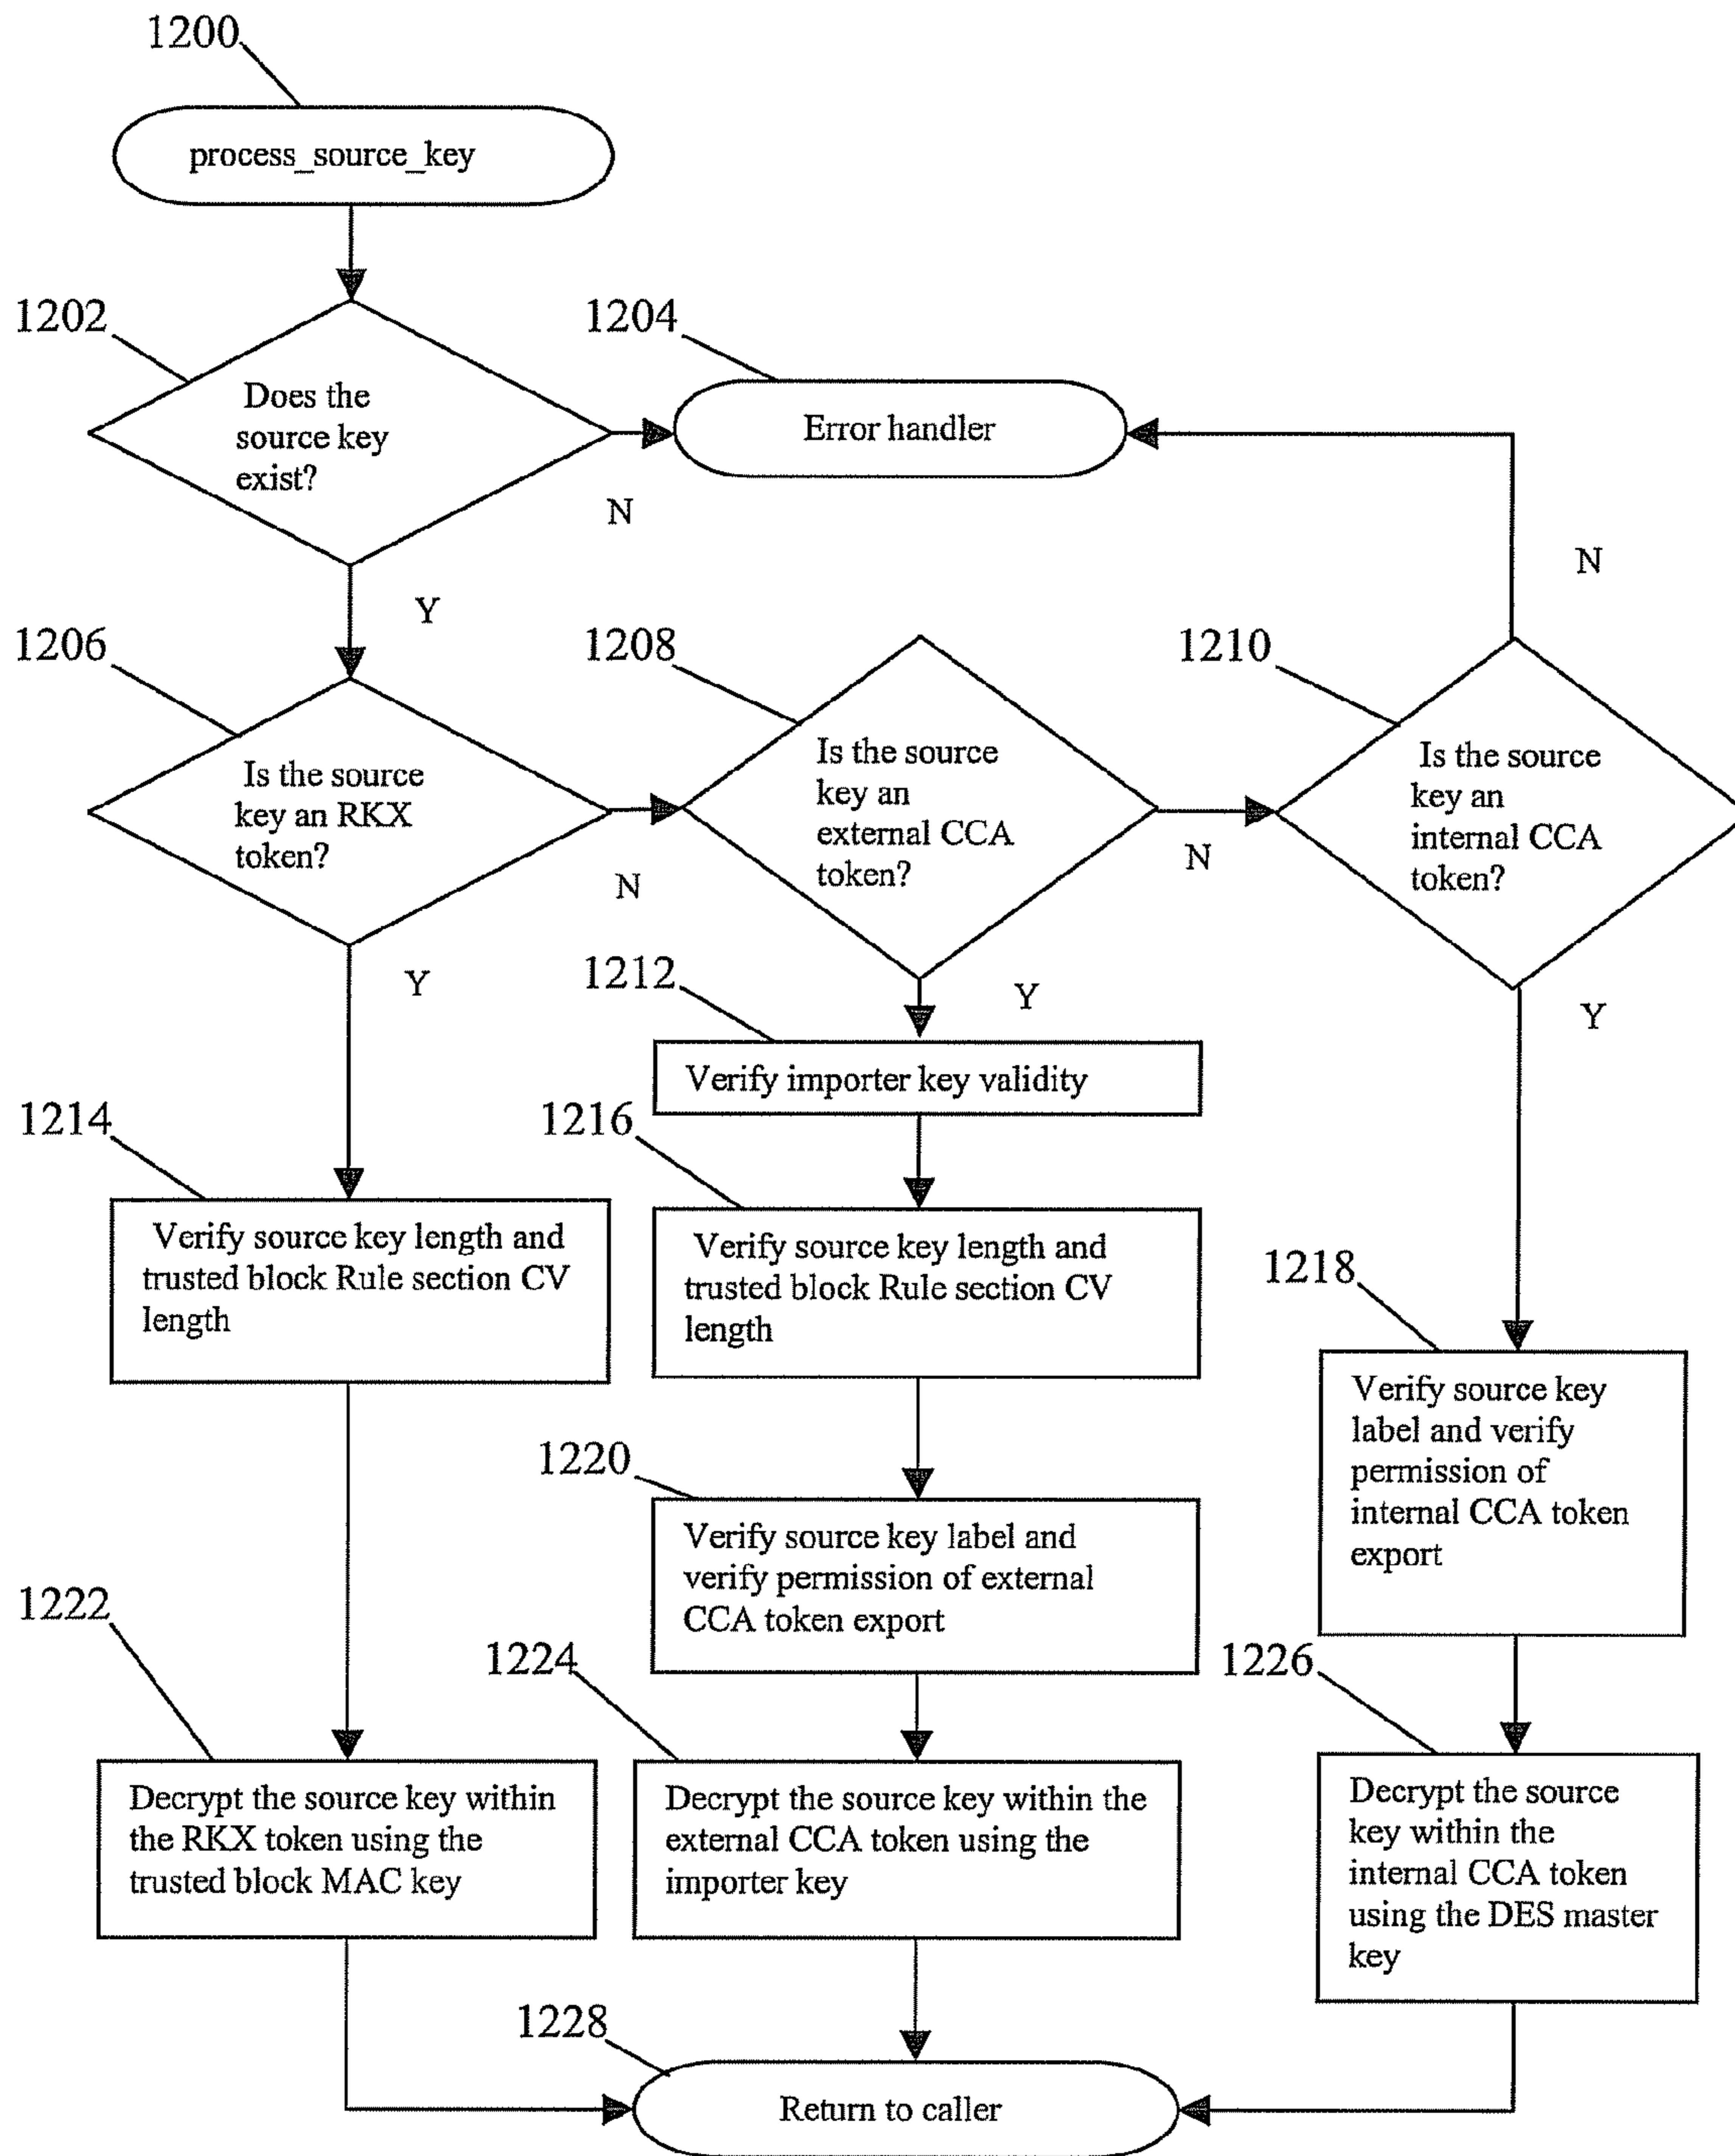 1200
process_source_key
1202
1204
Does the
source key
exist?
Error handler
N
N
Y
1206
1208
1210
Is the source
key an RKX
token?
Is the source
key an
external CCA
token?
Is the source
key an
internal CCA
token?
N
N
Y
1212
Y
Y
Verify importer key validity
1214
1216
Verify source key length and
trusted block Rule section CV
length
Verify source key length and
trusted block Rule section CV
length
1218
Verify source key
label and verify
permission of
internal CCA token
export
1220
Verify source key label and
verify permission of external
CCA token export
1222
1224
1226
Decrypt the source key within
the RKX token using the
trusted block MAC key
Decrypt the source key within the
external CCA token using the
importer key
Decrypt the source
key within the
internal CCA token
using the DES master
key
1228
Return to caller